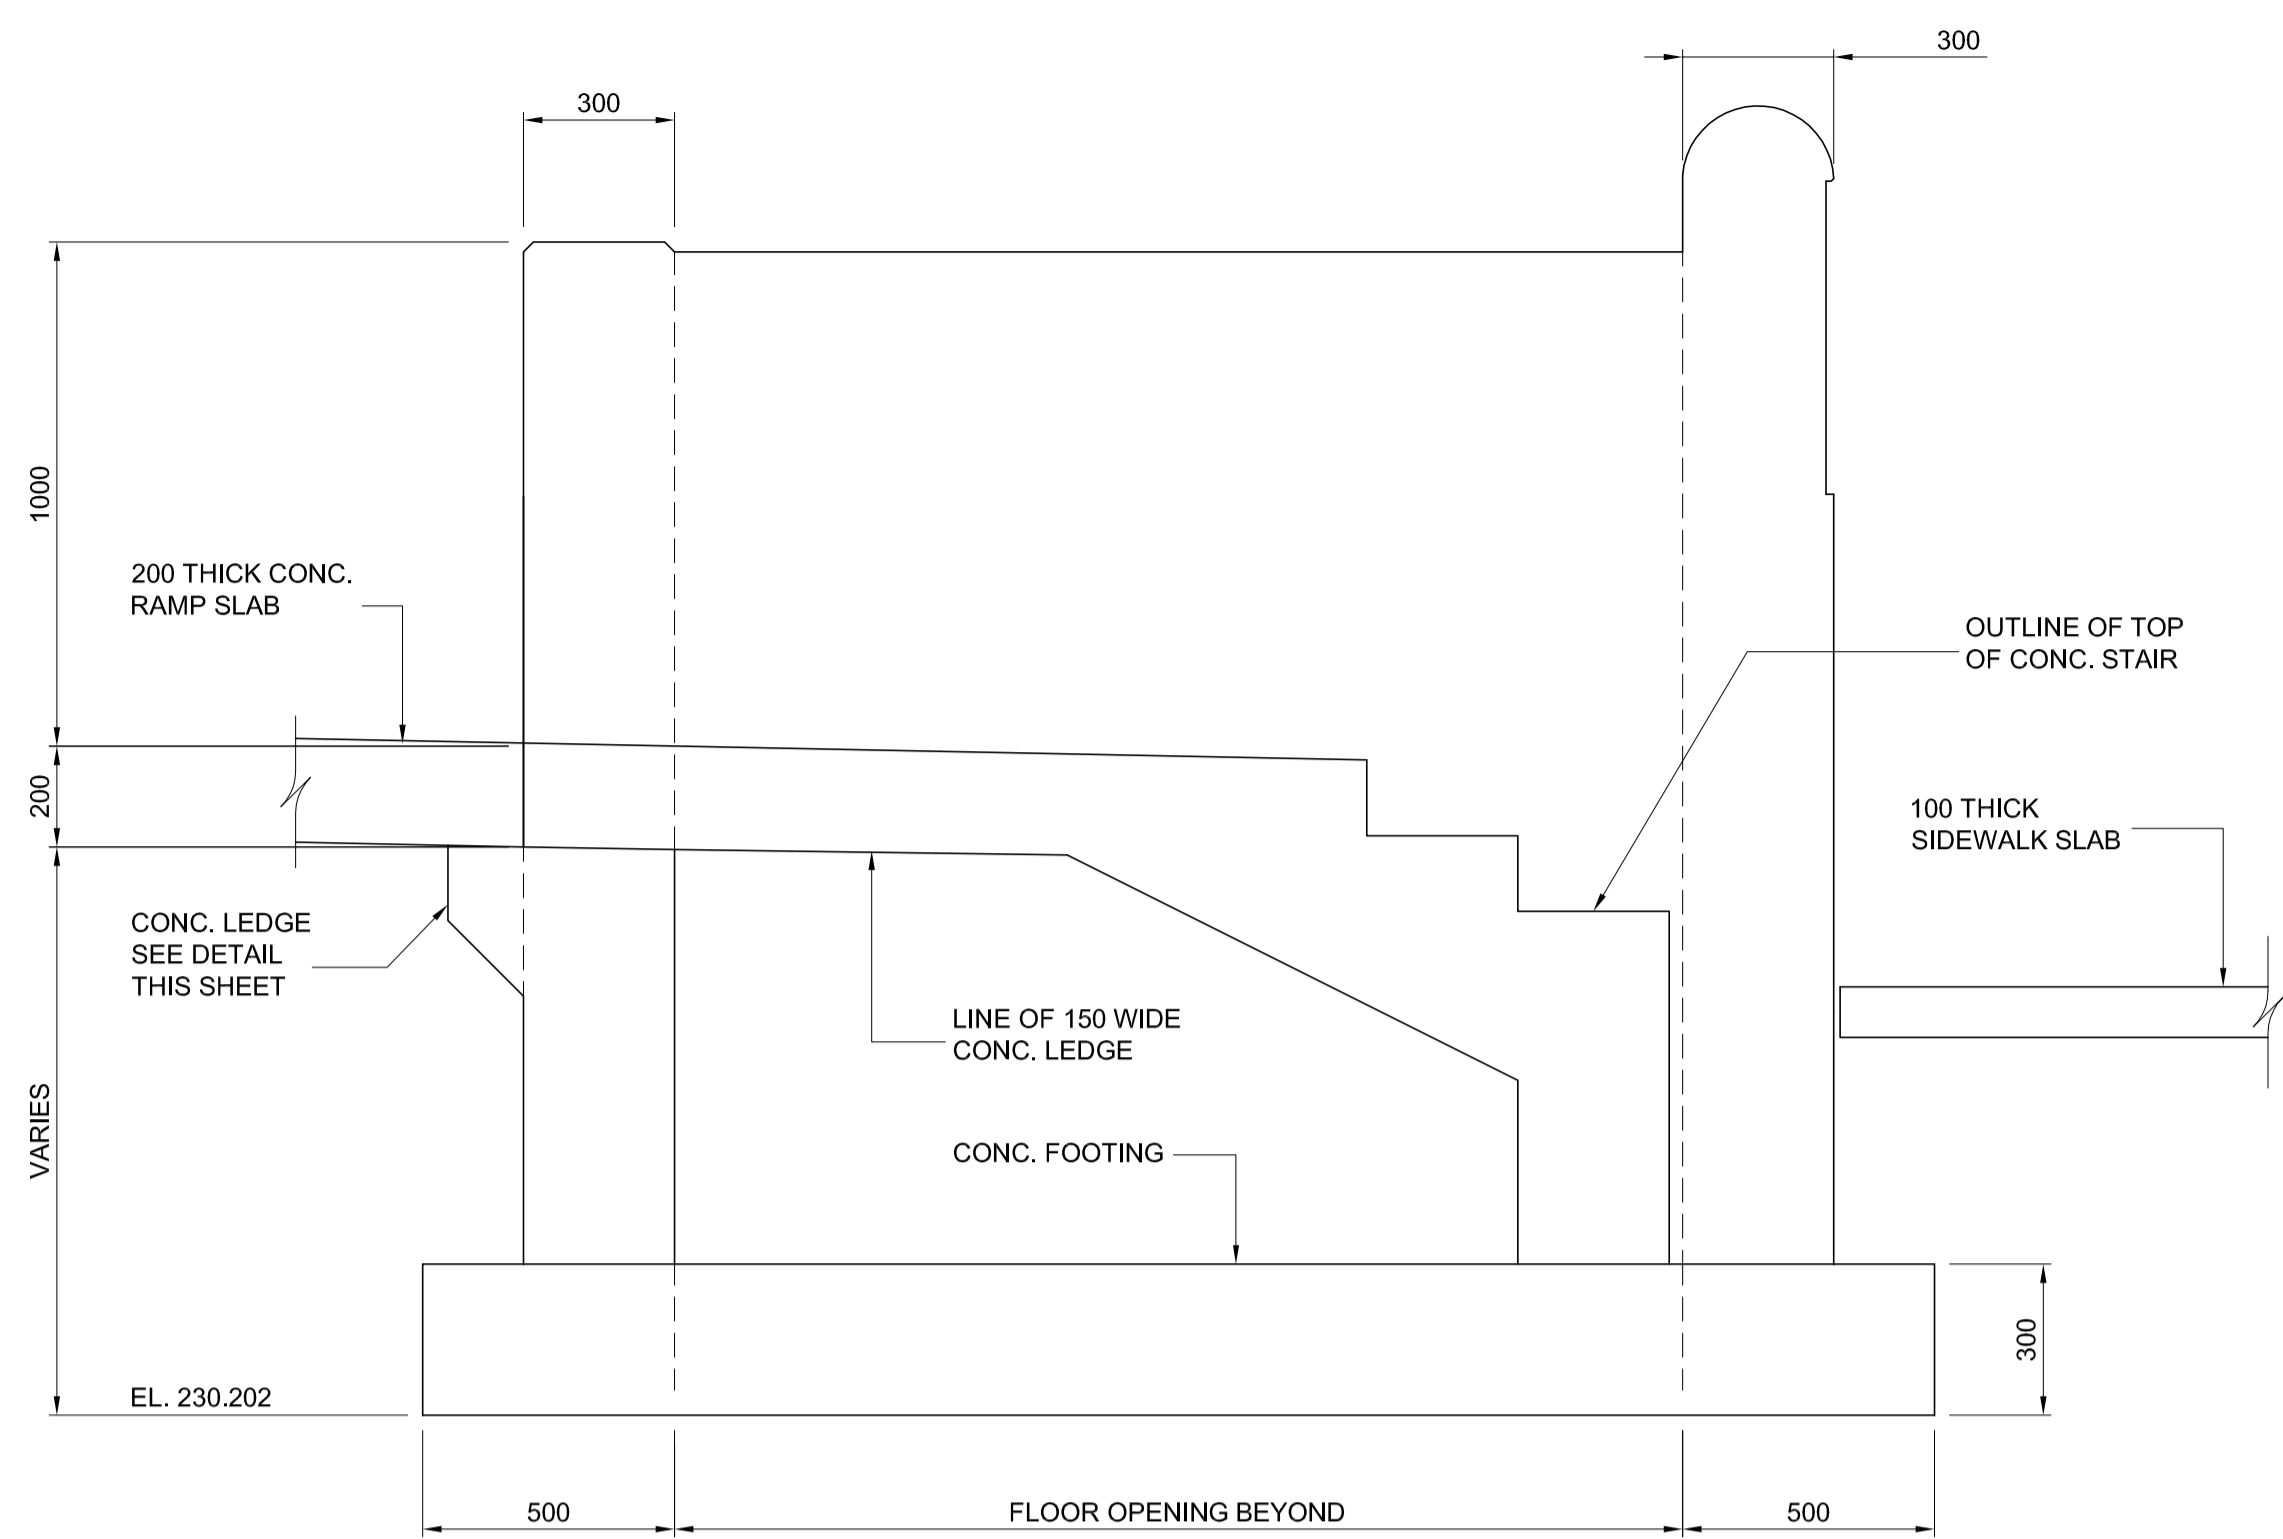 300
300
1000
200 THICK CONC.
RAMP SLAB
OUTLINE OF TOP
OF CONC. STAIR
200
100 THICK
SIDEWALK SLAB
CONC. LEDGE
SEE DETAIL
THIS SHEET
LINE OF 150 WIDE
CONC. LEDGE
VARIES
CONC. FOOTING
300
EL. 230.202
500
FLOOR OPENING BEYOND
500